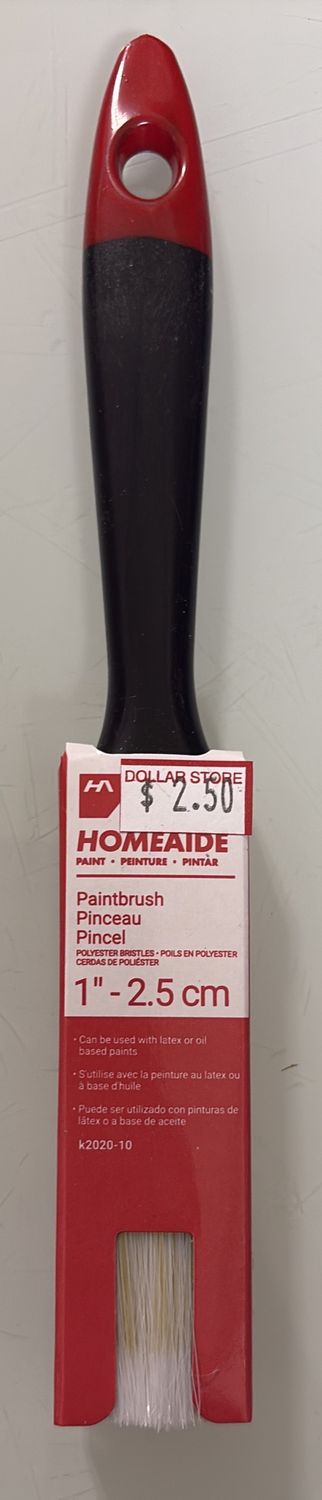 DOLLAR STORE
$ 2.50
HOMEAIDE
PAINT • PEINTURE • PINTAR
Paintbrush
Pinceau
Pincel
POLYESTER BRISTLES • POILS EN POLYESTER
CERDAS DE POLIÉSTER
1" - 2.5 cm
• Can be used with latex or oil
based paints
• S'utilise avec la peinture au latex ou
à base d'huile
• Puede ser utilizado con pinturas de
látex o a base de aceite
k2020-10